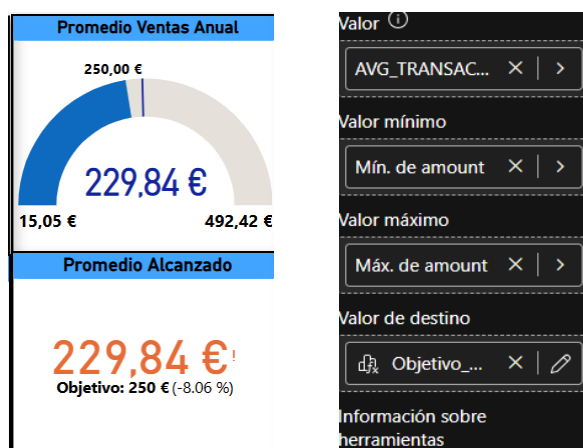 Promedio Ventas Anual
250,00 €
229,84 €
15,05 €
492,42 €
Promedio Alcanzado
229,84 €!
Objetivo: 250 € (-8.06 %)
Valor
AVG_TRANSAC...
Valor mínimo
Mín. de amount
Valor máximo
Máx. de amount
Valor de destino
Objetivo_...
Información sobre
herramientas